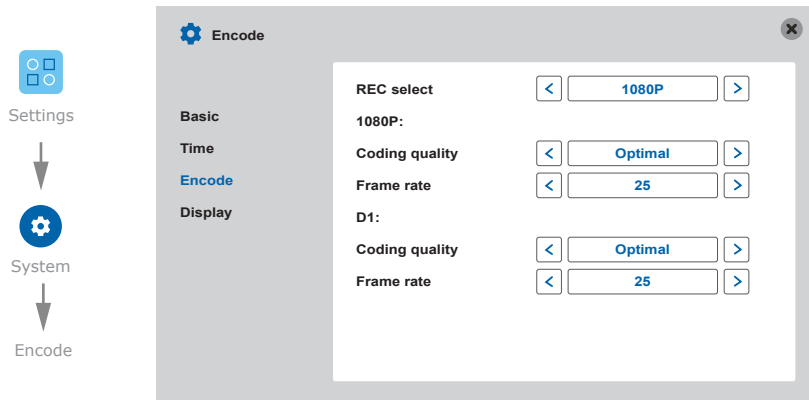 Settings
System
Encode
Encode
Basic
Time
Encode
Display
REC select < 1080P >
1080P:
Coding quality < Optimal >
Frame rate < 25 >
D1:
Coding quality < Optimal >
Frame rate < 25 >